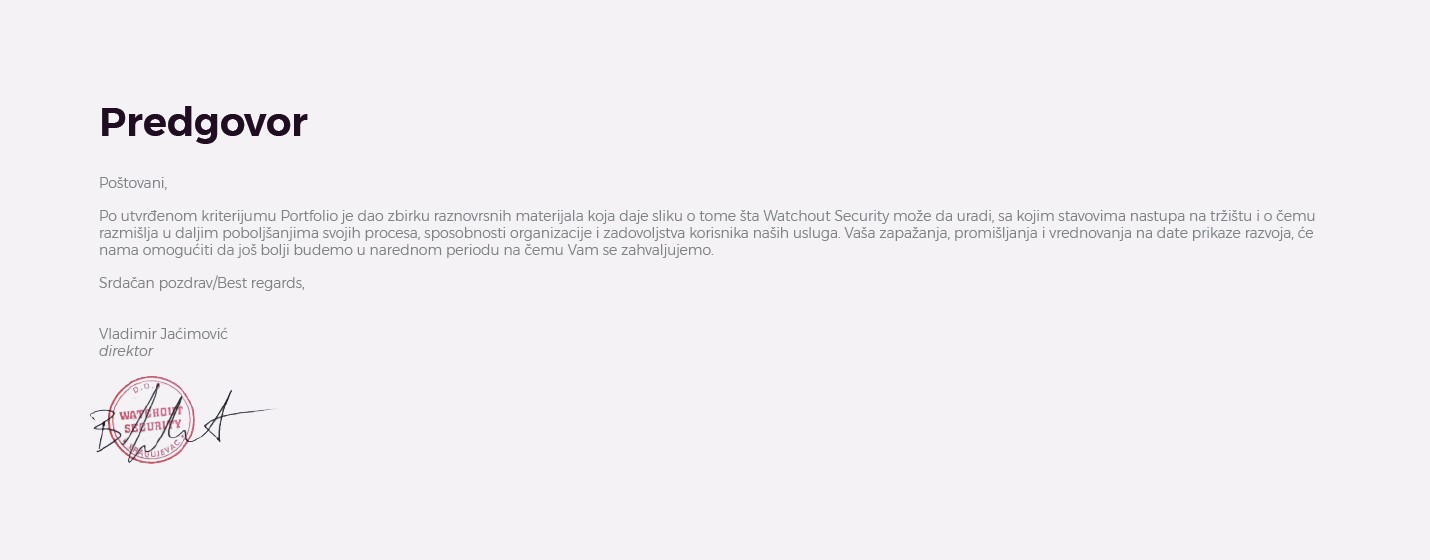 Predgovor
Poštovani,
Po utvrđenom kriterijumu Portfolio je dao zbirku raznovrsnih materijala koja daje sliku o tome šta Watchout Security može da uradi, sa kojim stavovima nastupa na tržištu i o čemu
razmišlja u daljim poboljšanjima svojih procesa, sposobnosti organizacije i zadovoljstva korisnika naših usluga. Vaša zapažanja, promišljanja i vrednovanja na date prikaze razvoja, će
nama omogućiti da još bolji budemo u narednom periodu na čemu Vam se zahvaljujemo.
Srdačan pozdrav/Best regards,
Vladimir Jaćimović
direktor
WATCHOUT
SECURITY